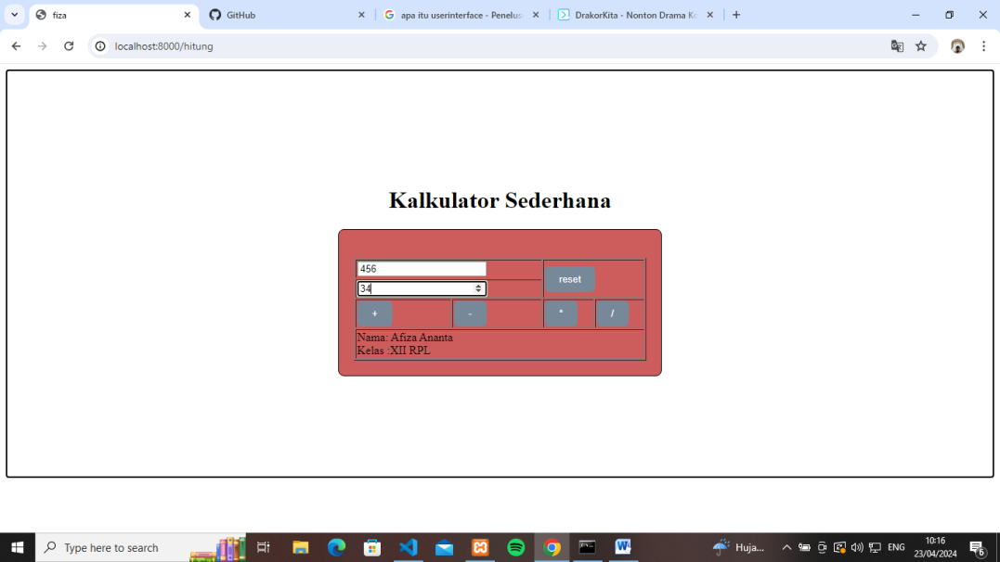 fiza
GitHub
apa itu userinterface - Penelus
DrakorKita - Nonton Drama Ko
localhost:8000/hitung
Kalkulator Sederhana
456
reset
34
+ - * /
Nama: Afiza Ananta
Kelas :XII RPL
Type here to search
Huja...
ENG
10:16
23/04/2024
6